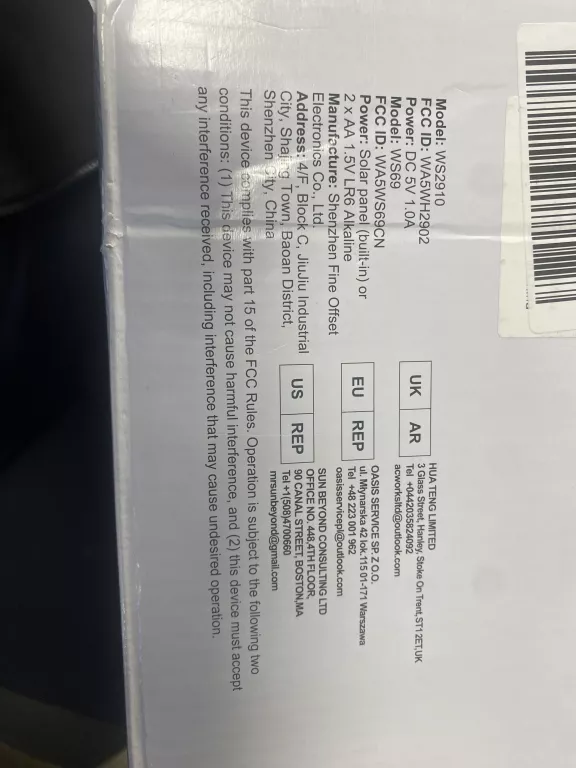 Model: WS2910
FCC ID: WA5WH2902
Power: DC 5V 1.0A
Model: WS69
FCC ID: WA5WS69CN
Power: Solar panel (built-in) or
2 x AA 1.5V LR6 Alkaline
Manufacture: Shenzhen Fine Offset
Electronics Co., Ltd.
Address: 4/F, Block C, JiuJiu Industrial
City, Shajing Town, Baoan District,
Shenzhen City, China
UK AR
HUA TENG LIMITED
3 Glass Street, Hanley, Stoke On Trent,ST1 2ET,UK
Tel +0442035824092
acworksltd@outlook.com
EU REP
OASIS SERVICE SP. Z O.O.
ul. Mlynarska 42 lok.115 01-171 Warszawa
Tel +48 223 001 962
oasisservicepl@outlook.com
US REP
SUN BEYOND CONSULTING LTD
OFFICE NO. 448,4TH FLOOR,
90 CANAL STREET, BOSTON,MA
Tel +1(508)4700660
mrsunbeyond@gmail.com
This device complies with part 15 of the FCC Rules. Operation is subject to the following two
conditions: (1) This device may not cause harmful interference, and (2) this device must accept
any interference received, including interference that may cause undesired operation.